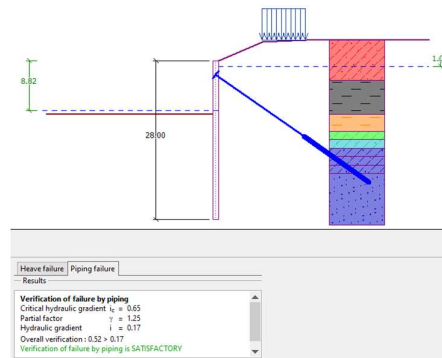 8.82
28.00
Heave failure
Piping failure
Results
Verification of failure by piping
Critical hydraulic gradient ic = 0.65
Partial factor γ = 1.25
Hydraulic gradient i = 0.17
Overall verification : 0.52 > 0.17
Verification of failure by piping is SATISFACTORY